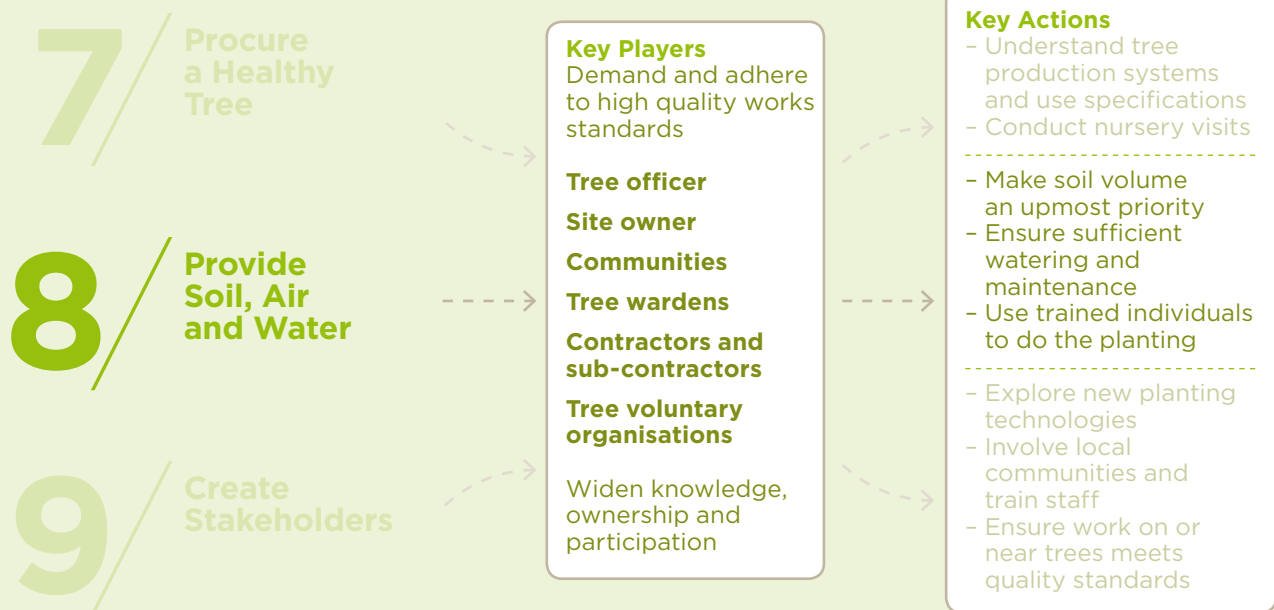 7
Procure
a Healthy
Tree
8
Provide
Soil, Air
and Water
9
Create
Stakeholders
Key Players
Demand and adhere
to high quality works
standards
Tree officer
Site owner
Communities
Tree wardens
Contractors and
sub-contractors
Tree voluntary
organisations
Widen knowledge,
ownership and
participation
Key Actions
– Understand tree
production systems
and use specifications
– Conduct nursery visits
– Make soil volume
an upmost priority
– Ensure sufficient
watering and
maintenance
– Use trained individuals
to do the planting
– Explore new planting
technologies
– Involve local
communities and
train staff
– Ensure work on or
near trees meets
quality standards